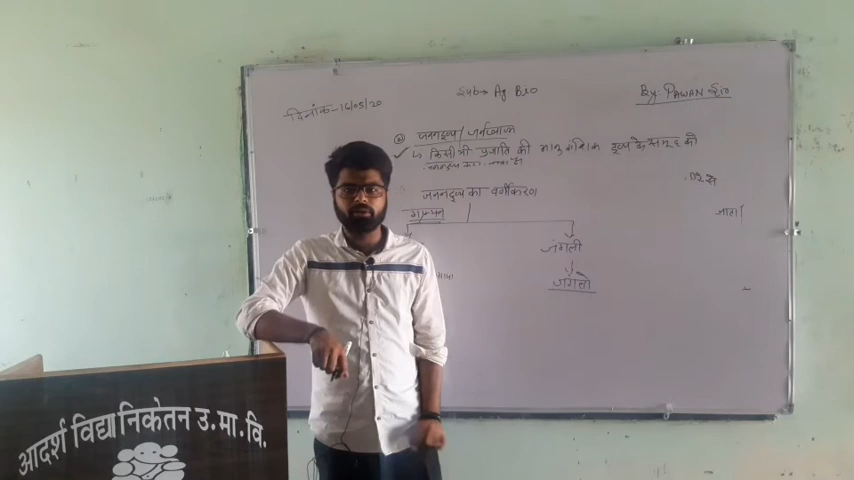 दिनांक - 16/05/20
Sub → Ag. Bio
By: PAWAN Sir
जननद्रव्य / जर्मप्लाज्म
↳ किसी भी प्रजाति की आनुवांशिक द्रव्य के समूह को
जननद्रव्य का वर्गीकरण
जंगली
जंगली
आदर्श विद्या निकेतन उ.मा.वि.